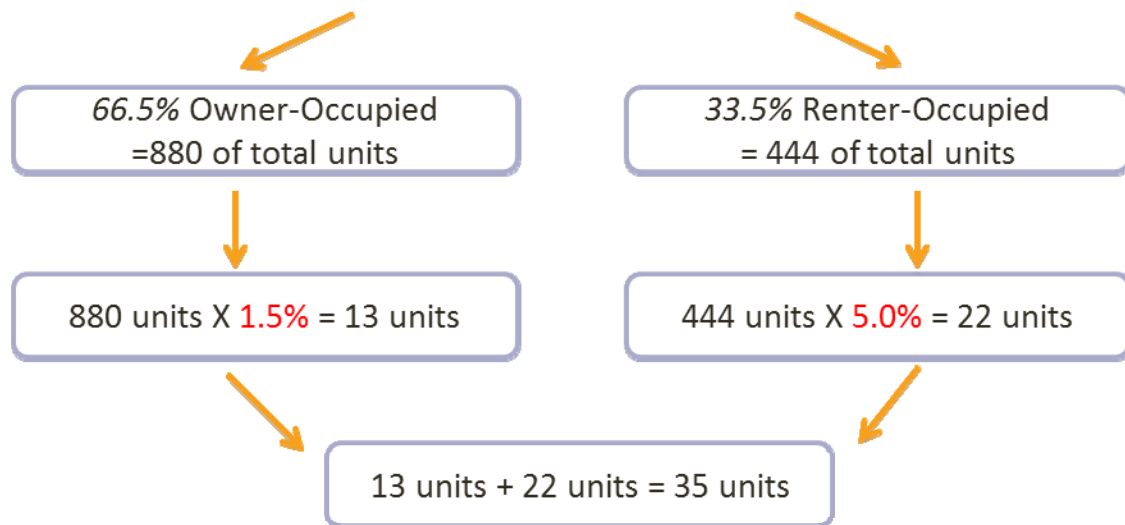 66.5% Owner-Occupied
=880 of total units
33.5% Renter-Occupied
= 444 of total units
880 units X 1.5% = 13 units
444 units X 5.0% = 22 units
13 units + 22 units = 35 units